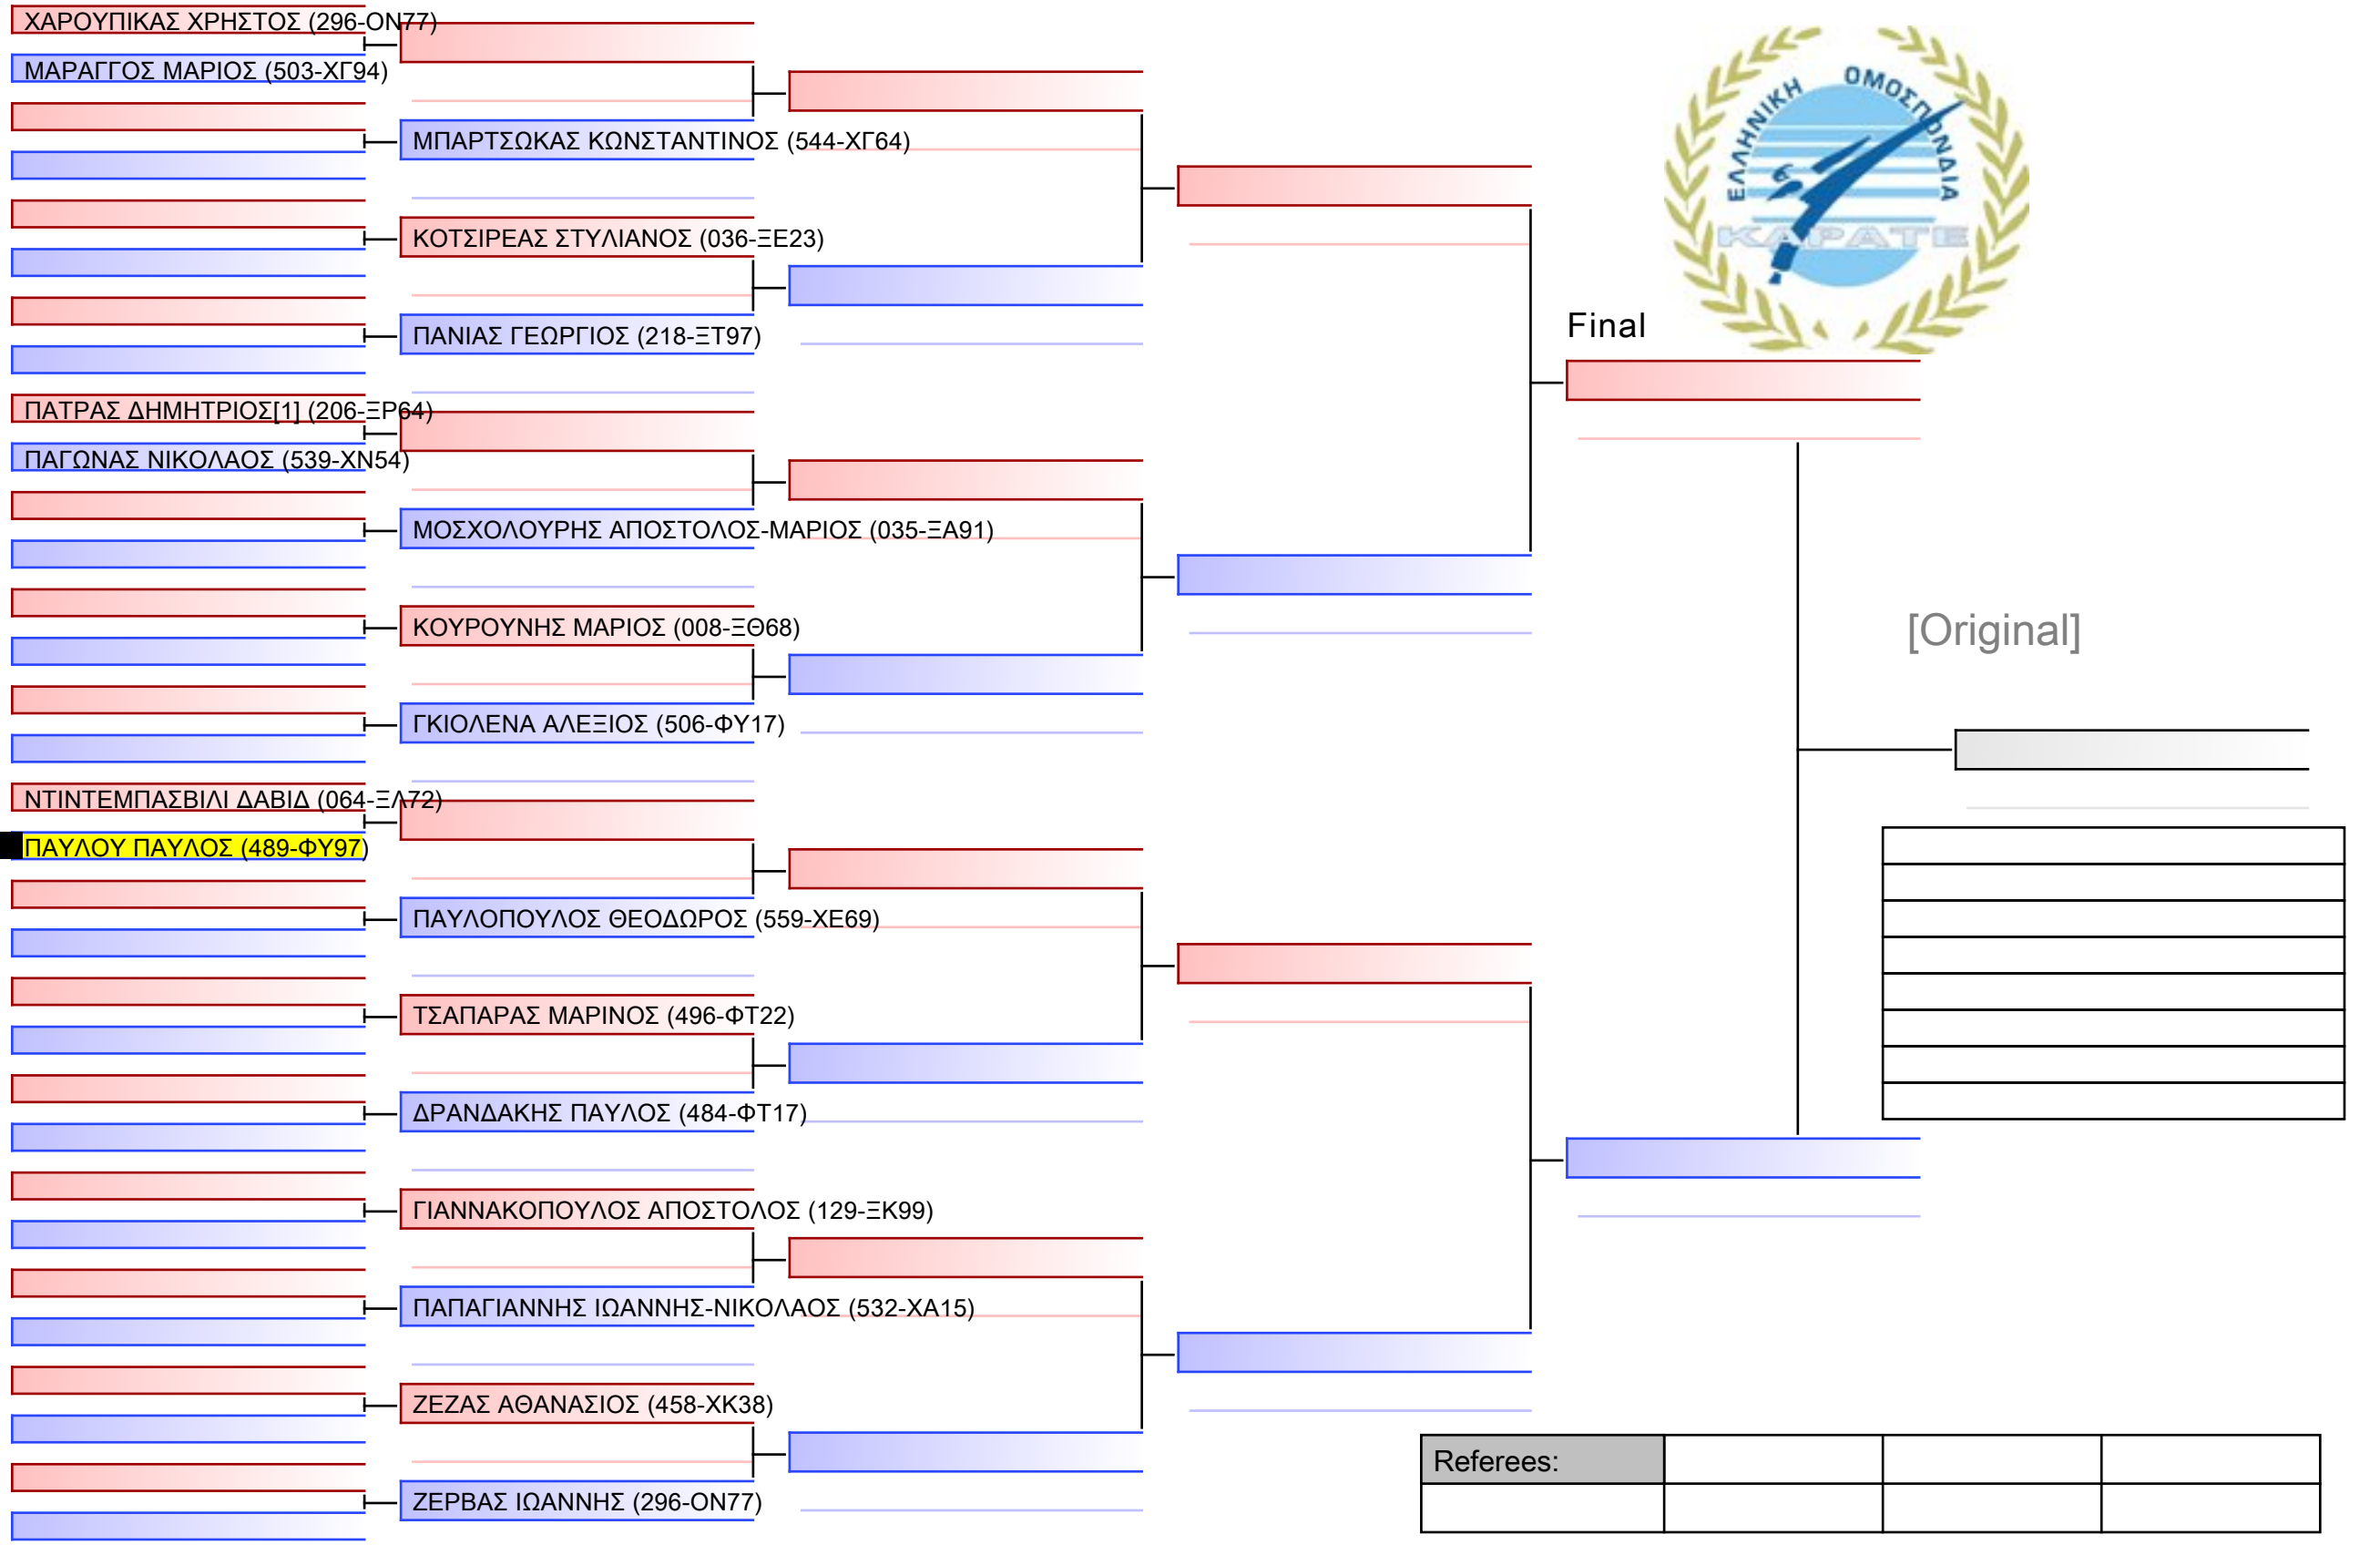 ΧΑΡΟΥΠΙΚΑΣ ΧΡΗΣΤΟΣ (296-ΟΝ77)
ΜΑΡΑΓΓΟΣ ΜΑΡΙΟΣ (503-ΧΓ94)
ΜΠΑΡΤΣΩΚΑΣ ΚΩΝΣΤΑΝΤΙΝΟΣ (544-ΧΓ64)
ΚΟΤΣΙΡΕΑΣ ΣΤΥΛΙΑΝΟΣ (036-ΞΕ23)
ΠΑΝΙΑΣ ΓΕΩΡΓΙΟΣ (218-ΞΤ97)
ΠΑΤΡΑΣ ΔΗΜΗΤΡΙΟΣ[1] (206-ΞΡ64)
ΠΑΓΩΝΑΣ ΝΙΚΟΛΑΟΣ (539-ΧΝ54)
ΜΟΣΧΟΛΟΥΡΗΣ ΑΠΟΣΤΟΛΟΣ-ΜΑΡΙΟΣ (035-ΞΑ91)
ΚΟΥΡΟΥΝΗΣ ΜΑΡΙΟΣ (008-ΞΘ68)
ΓΚΙΟΛΕΝΑ ΑΛΕΞΙΟΣ (506-ΦΥ17)
ΝΤΙΝΤΕΜΠΑΣΒΙΛΙ ΔΑΒΙΔ (064-ΞΛ72)
ΠΑΥΛΟΥ ΠΑΥΛΟΣ (489-ΦΥ97)
ΠΑΥΛΟΠΟΥΛΟΣ ΘΕΟΔΩΡΟΣ (559-ΧΕ69)
ΤΣΑΠΑΡΑΣ ΜΑΡΙΝΟΣ (496-ΦΤ22)
ΔΡΑΝΔΑΚΗΣ ΠΑΥΛΟΣ (484-ΦΤ17)
ΓΙΑΝΝΑΚΟΠΟΥΛΟΣ ΑΠΟΣΤΟΛΟΣ (129-ΞΚ99)
ΠΑΠΑΓΙΑΝΝΗΣ ΙΩΑΝΝΗΣ-ΝΙΚΟΛΑΟΣ (532-ΧΑ15)
ΖΕΖΑΣ ΑΘΑΝΑΣΙΟΣ (458-ΧΚ38)
ΖΕΡΒΑΣ ΙΩΑΝΝΗΣ (296-ΟΝ77)
ΕΛΛΗΝΙΚΗ ΟΜΟΣΠΟΝΔΙΑ
ΚΑΡΑΤΕ
Final
[Original]
Referees: